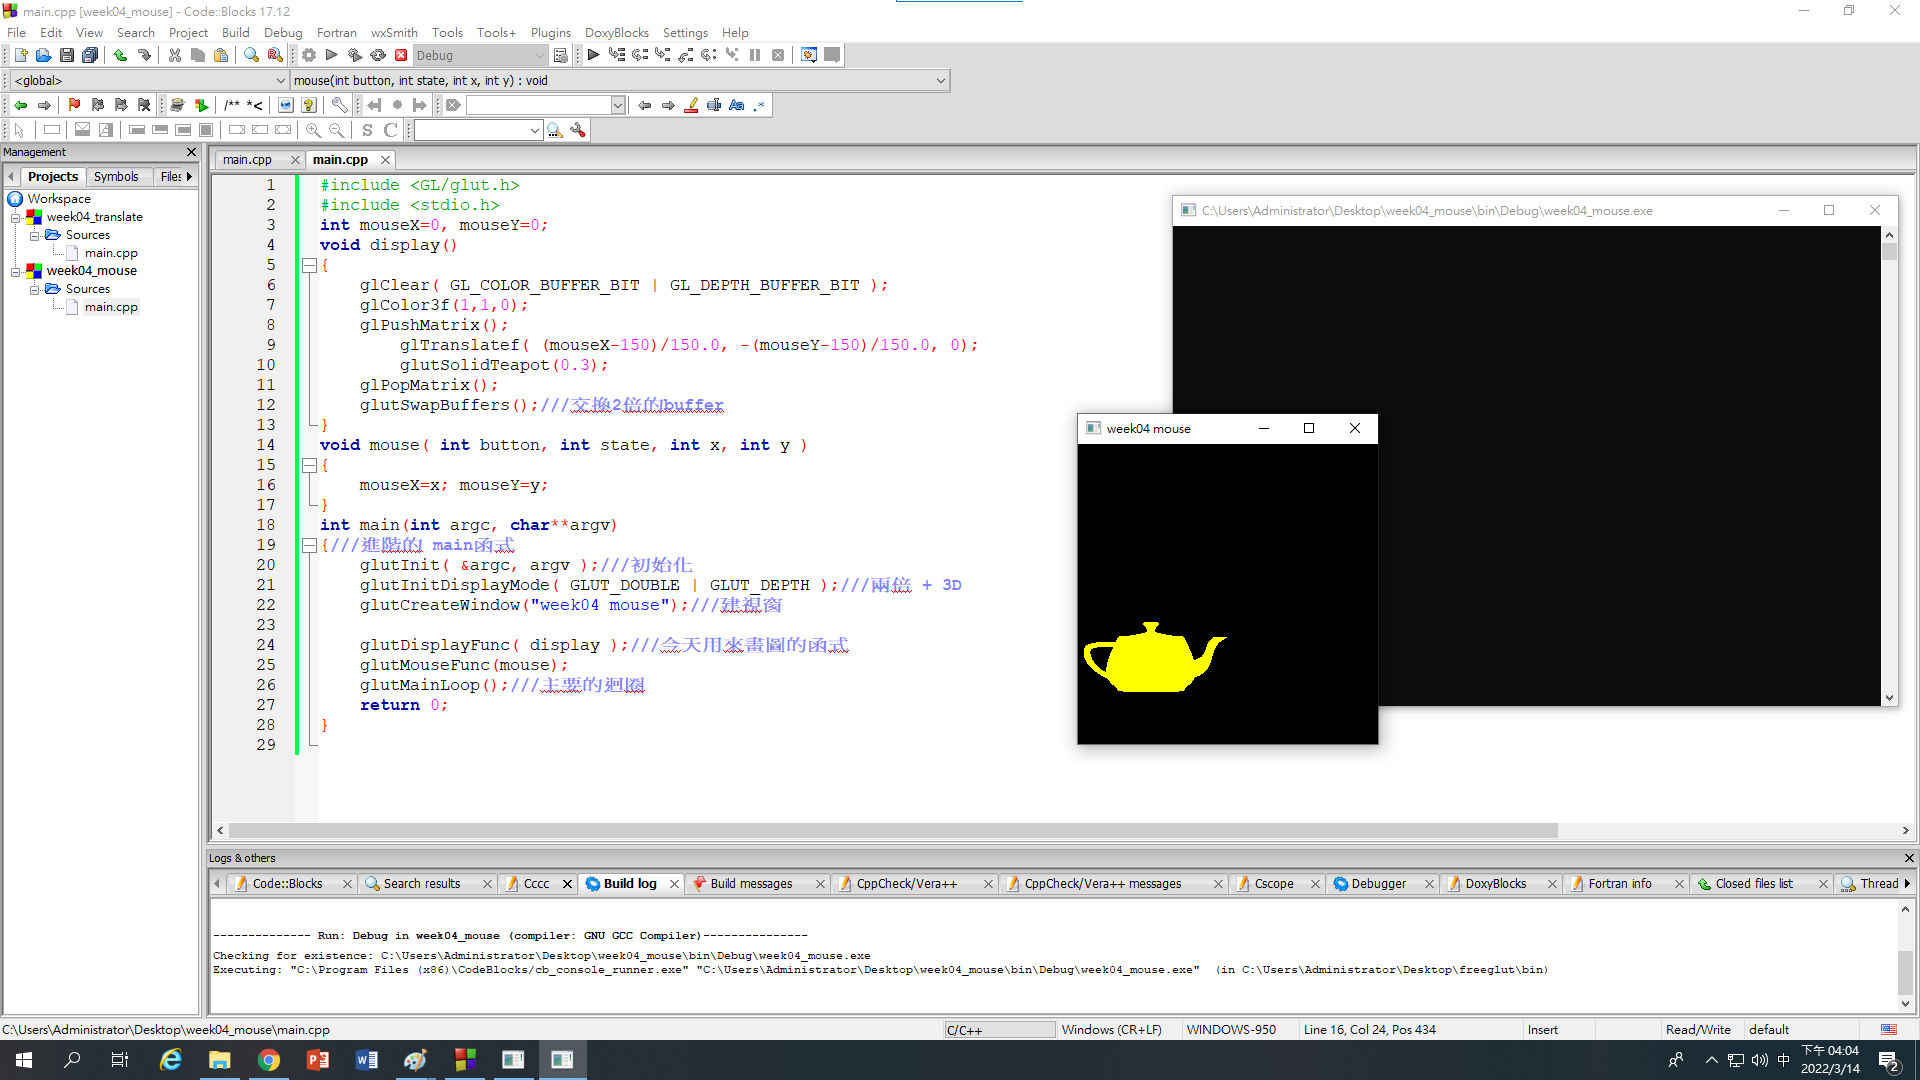 main.cpp [week04_mouse] - Code::Blocks 17.12
File Edit View Search Project Build Debug Fortran wxSmith Tools Tools+ Plugins DoxyBlocks Settings Help
Debug
<global> mouse(int button, int state, int x, int y) : void
/** *<
S C
Management
Projects Symbols Files
Workspace
week04_translate
Sources
main.cpp
week04_mouse
Sources
main.cpp
main.cpp main.cpp
1 #include <GL/glut.h>
2 #include <stdio.h>
3 int mouseX=0, mouseY=0;
4 void display()
5 {
6 glClear( GL_COLOR_BUFFER_BIT | GL_DEPTH_BUFFER_BIT );
7 glColor3f(1,1,0);
8 glPushMatrix();
9 glTranslatef( (mouseX-150)/150.0, -(mouseY-150)/150.0, 0);
10 glutSolidTeapot(0.3);
11 glPopMatrix();
12 glutSwapBuffers();///交換2倍的buffer
13 }
14 void mouse( int button, int state, int x, int y )
15 {
16 mouseX=x; mouseY=y;
17 }
18 int main(int argc, char**argv)
19 {///進階的 main函式
20 glutInit( &argc, argv );///初始化
21 glutInitDisplayMode( GLUT_DOUBLE | GLUT_DEPTH );///兩倍 + 3D
22 glutCreateWindow("week04 mouse");///建視窗
23
24 glutDisplayFunc( display );///今天用來畫圖的函式
25 glutMouseFunc(mouse);
26 glutMainLoop();///主要的迴圈
27 return 0;
28 }
29
C:\Users\Administrator\Desktop\week04_mouse\bin\Debug\week04_mouse.exe
week04 mouse
Logs & others
Code::Blocks Search results Cccc Build log Build messages CppCheck/Vera++ CppCheck/Vera++ messages Cscope Debugger DoxyBlocks Fortran info Closed files list Thread
-------------- Run: Debug in week04_mouse (compiler: GNU GCC Compiler)---------------
Checking for existence: C:\Users\Administrator\Desktop\week04_mouse\bin\Debug\week04_mouse.exe
Executing: "C:\Program Files (x86)\CodeBlocks/cb_console_runner.exe" "C:\Users\Administrator\Desktop\week04_mouse\bin\Debug\week04_mouse.exe" (in C:\Users\Administrator\Desktop\freeglut\bin)
C:\Users\Administrator\Desktop\week04_mouse\main.cpp C/C++ Windows (CR+LF) WINDOWS-950 Line 16, Col 24, Pos 434 Insert Read/Write default
中 下午 04:04
2022/3/14
2